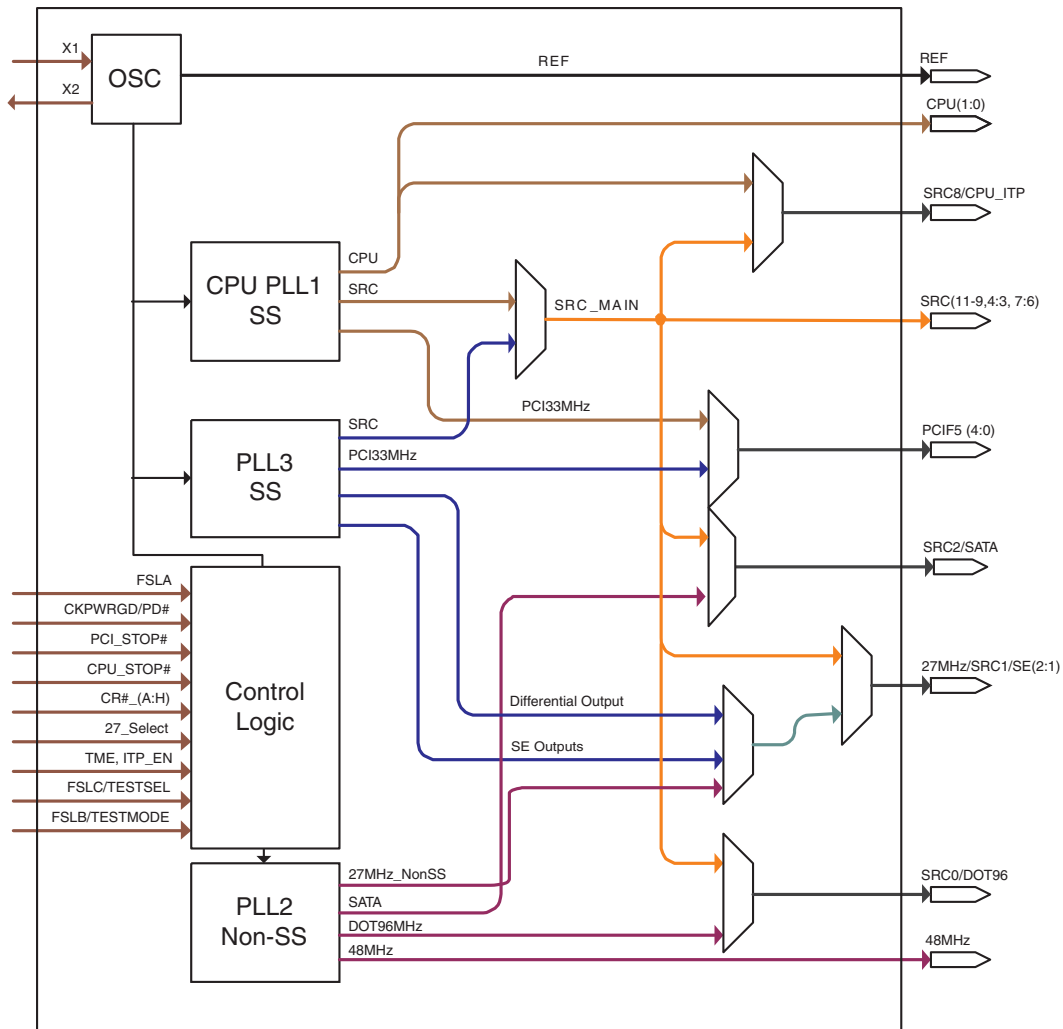 X1
X2
OSC
REF
REF
CPU(1:0)
SRC8/CPU_ITP
CPU PLL1
SS
CPU
SRC
SRC_MAIN
SRC(11-9,4:3, 7:6)
PCI33MHz
PCIF5 (4:0)
PLL3
SS
SRC
PCI33MHz
SRC2/SATA
FSLA
CKPWRGD/PD#
PCI_STOP#
CPU_STOP#
CR#_(A:H)
27_Select
TME, ITP_EN
FSLC/TESTSEL
FSLB/TESTMODE
Control
Logic
Differential Output
SE Outputs
27MHz/SRC1/SE(2:1)
PLL2
Non-SS
27MHz_NonSS
SATA
DOT96MHz
48MHz
SRC0/DOT96
48MHz